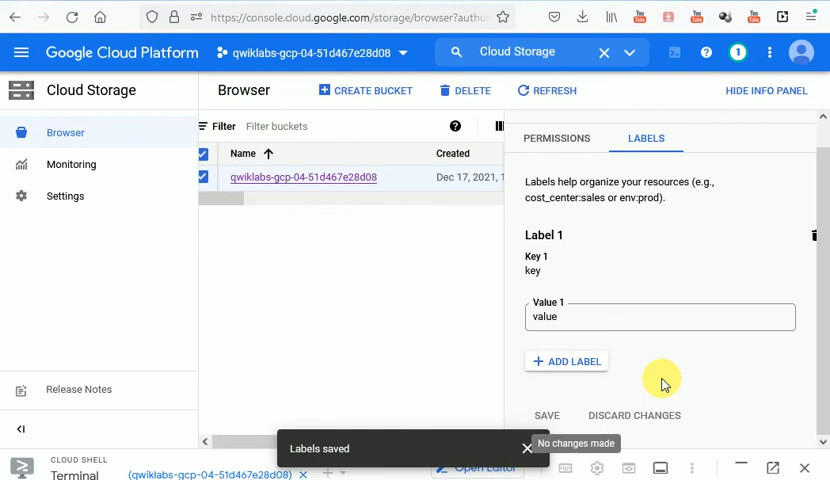 https://console.cloud.google.com/storage/browser?authus
Google Cloud Platform
qwiklabs-gcp-04-51d467e28d08
Cloud Storage
1
Cloud Storage
Browser
CREATE BUCKET
DELETE
REFRESH
HIDE INFO PANEL
Browser
Monitoring
Settings
Release Notes
Filter
Filter buckets
Name
Created
qwiklabs-gcp-04-51d467e28d08
Dec 17, 2021, 1
PERMISSIONS
LABELS
Labels help organize your resources (e.g.,
cost_center:sales or env:prod).
Label 1
Key 1
key
Value 1
value
ADD LABEL
SAVE
DISCARD CHANGES
No changes made
Labels saved
CLOUD SHELL
Terminal
(qwiklabs-gcp-04-51d467e28d08)
Open Editor